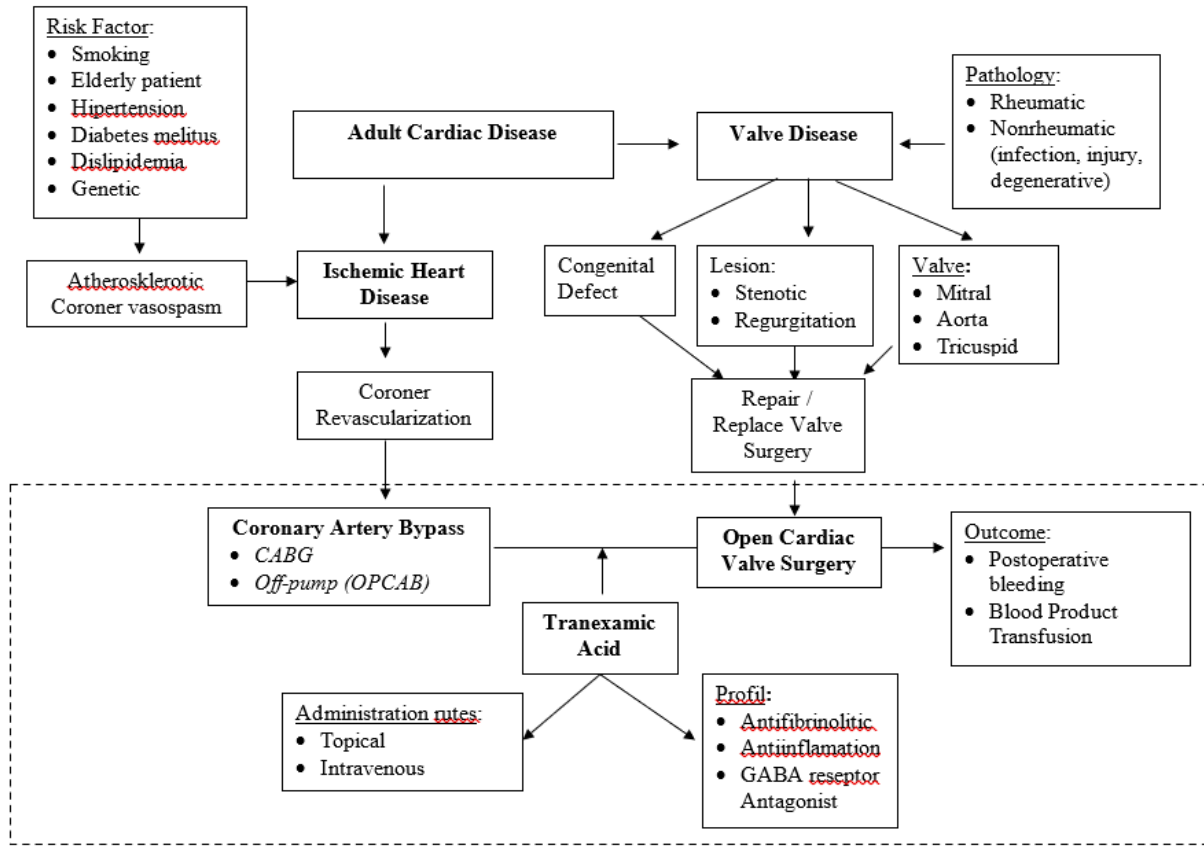 Risk Factor:
• Smoking
• Elderly patient
• Hipertension
• Diabetes melitus
• Dislipidemia
• Genetic
Adult Cardiac Disease
Valve Disease
Pathology:
• Rheumatic
• Nonrheumatic
(infection, injury,
degenerative)
Atherosklerotic
Coroner vasospasm
Ischemic Heart
Disease
Congenital
Defect
Lesion:
• Stenotic
• Regurgitation
Valve:
• Mitral
• Aorta
• Tricuspid
Coroner
Revascularization
Repair /
Replace Valve
Surgery
Coronary Artery Bypass
• CABG
• Off-pump (OPCAB)
Open Cardiac
Valve Surgery
Outcome:
• Postoperative
bleeding
• Blood Product
Transfusion
Tranexamic
Acid
Administration rutes:
• Topical
• Intravenous
Profil:
• Antifibrinolitic
• Antiinflamation
• GABA reseptor
Antagonist